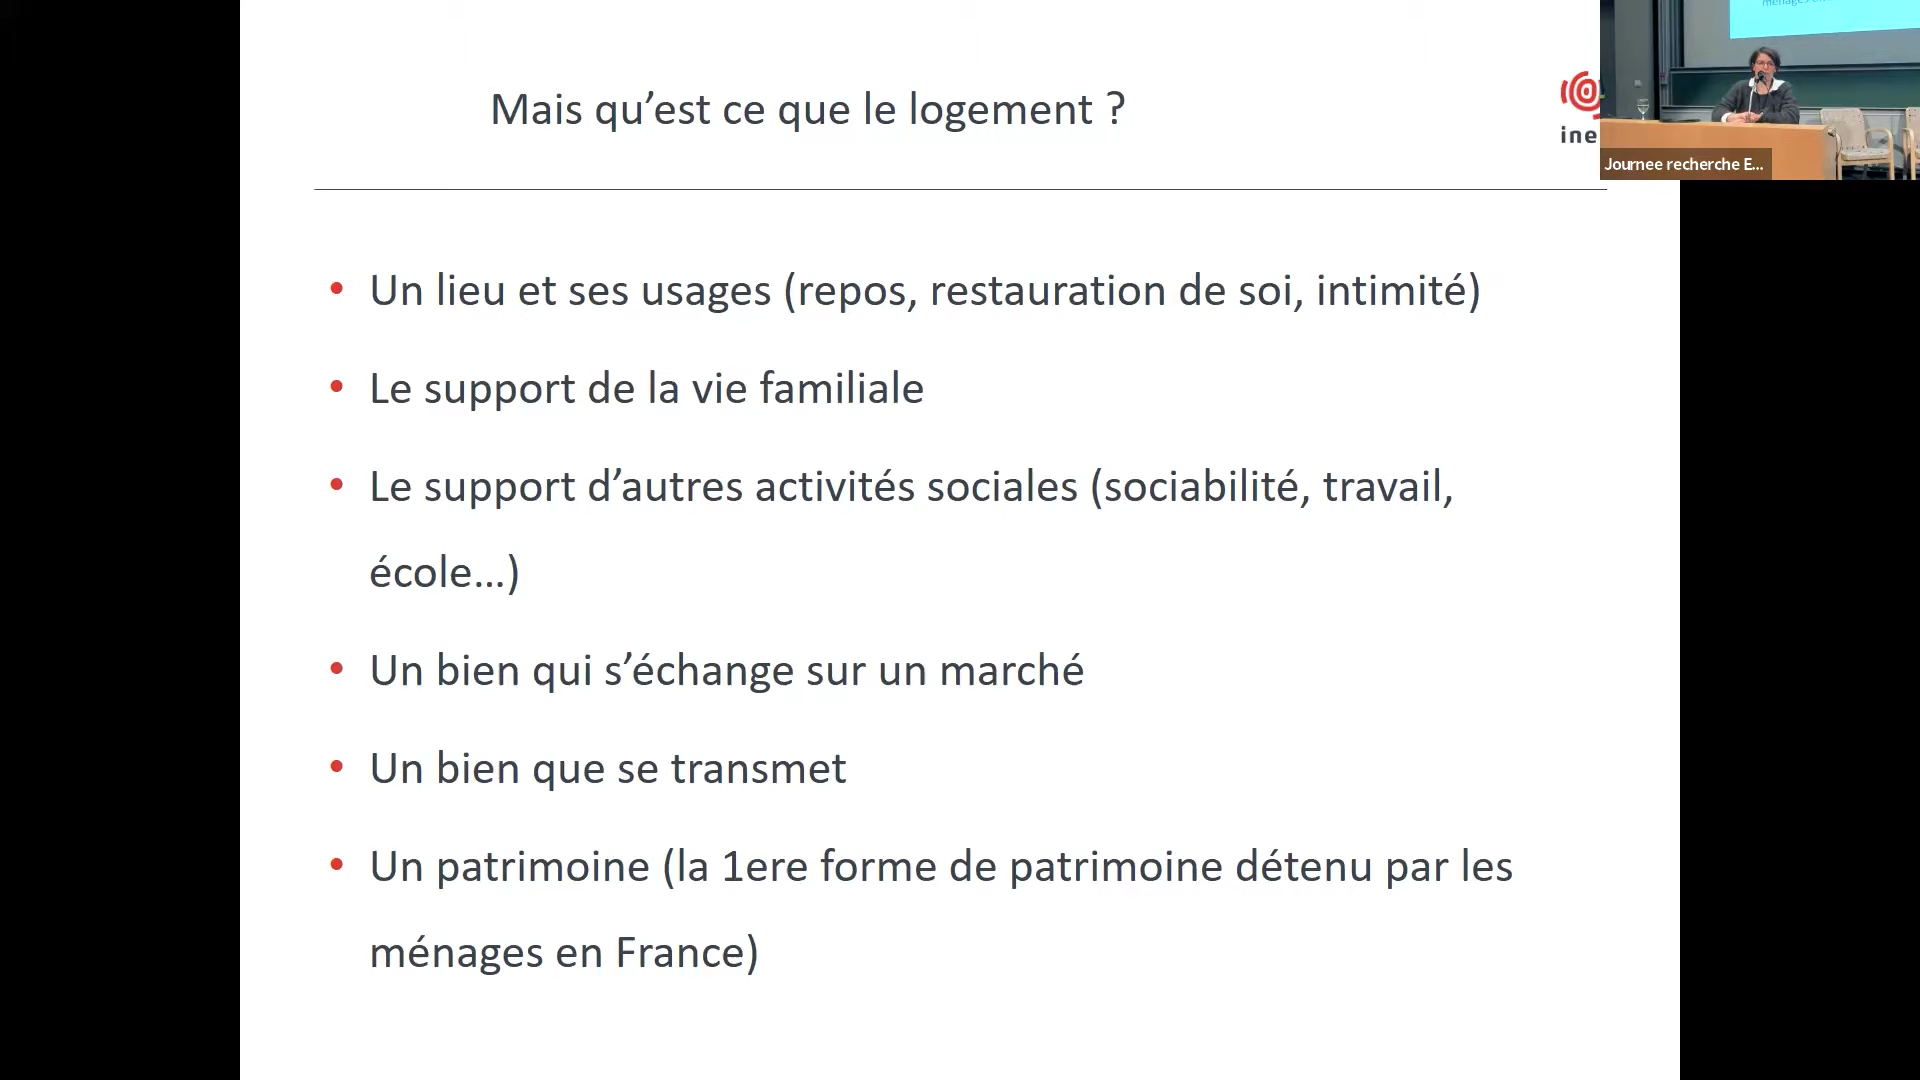 Mais qu’est ce que le logement ?
ine
Journee recherche E...
• Un lieu et ses usages (repos, restauration de soi, intimité)
• Le support de la vie familiale
• Le support d’autres activités sociales (sociabilité, travail,
école…)
• Un bien qui s’échange sur un marché
• Un bien que se transmet
• Un patrimoine (la 1ere forme de patrimoine détenu par les
ménages en France)